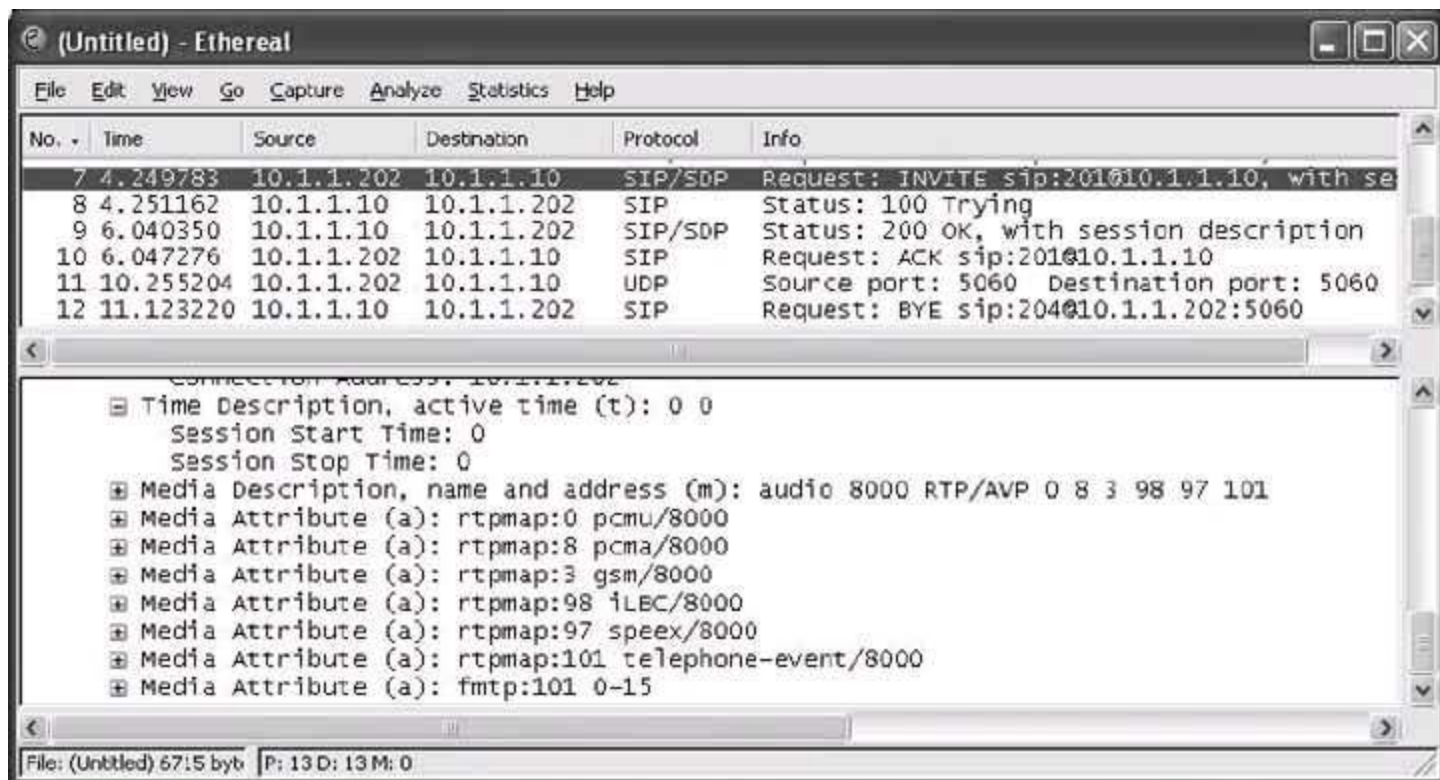 (Untitled) - Ethereal
File Edit View Go Capture Analyze Statistics Help
No. Time Source Destination Protocol Info
7 4.249783 10.1.1.202 10.1.1.10 SIP/SDP Request: INVITE sip:201@10.1.1.10, with se
8 4.251162 10.1.1.10 10.1.1.202 SIP Status: 100 Trying
9 6.040350 10.1.1.10 10.1.1.202 SIP/SDP Status: 200 OK, with session description
10 6.047276 10.1.1.202 10.1.1.10 SIP Request: ACK sip:201@10.1.1.10
11 10.255204 10.1.1.202 10.1.1.10 UDP Source port: 5060 Destination port: 5060
12 11.123220 10.1.1.10 10.1.1.202 SIP Request: BYE sip:204@10.1.1.202:5060
Connection Address: 10.1.1.202
Time Description, active time (t): 0 0
Session Start Time: 0
Session Stop Time: 0
Media Description, name and address (m): audio 8000 RTP/AVP 0 8 3 98 97 101
Media Attribute (a): rtpmap:0 pcmu/8000
Media Attribute (a): rtpmap:8 pcma/8000
Media Attribute (a): rtpmap:3 gsm/8000
Media Attribute (a): rtpmap:98 iLBC/8000
Media Attribute (a): rtpmap:97 speex/8000
Media Attribute (a): rtpmap:101 telephone-event/8000
Media Attribute (a): fmtp:101 0-15
File: (Untitled) 6715 byt P: 13 D: 13 M: 0